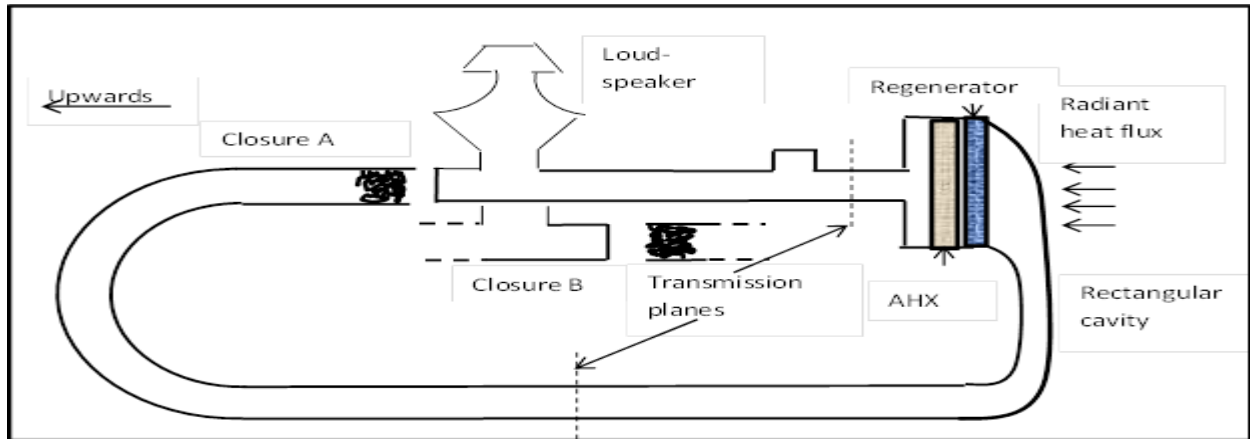 Loud-
speaker
Upwards
Regenerator
Radiant
heat flux
Closure A
Closure B
Transmission
planes
AHX
Rectangular
cavity